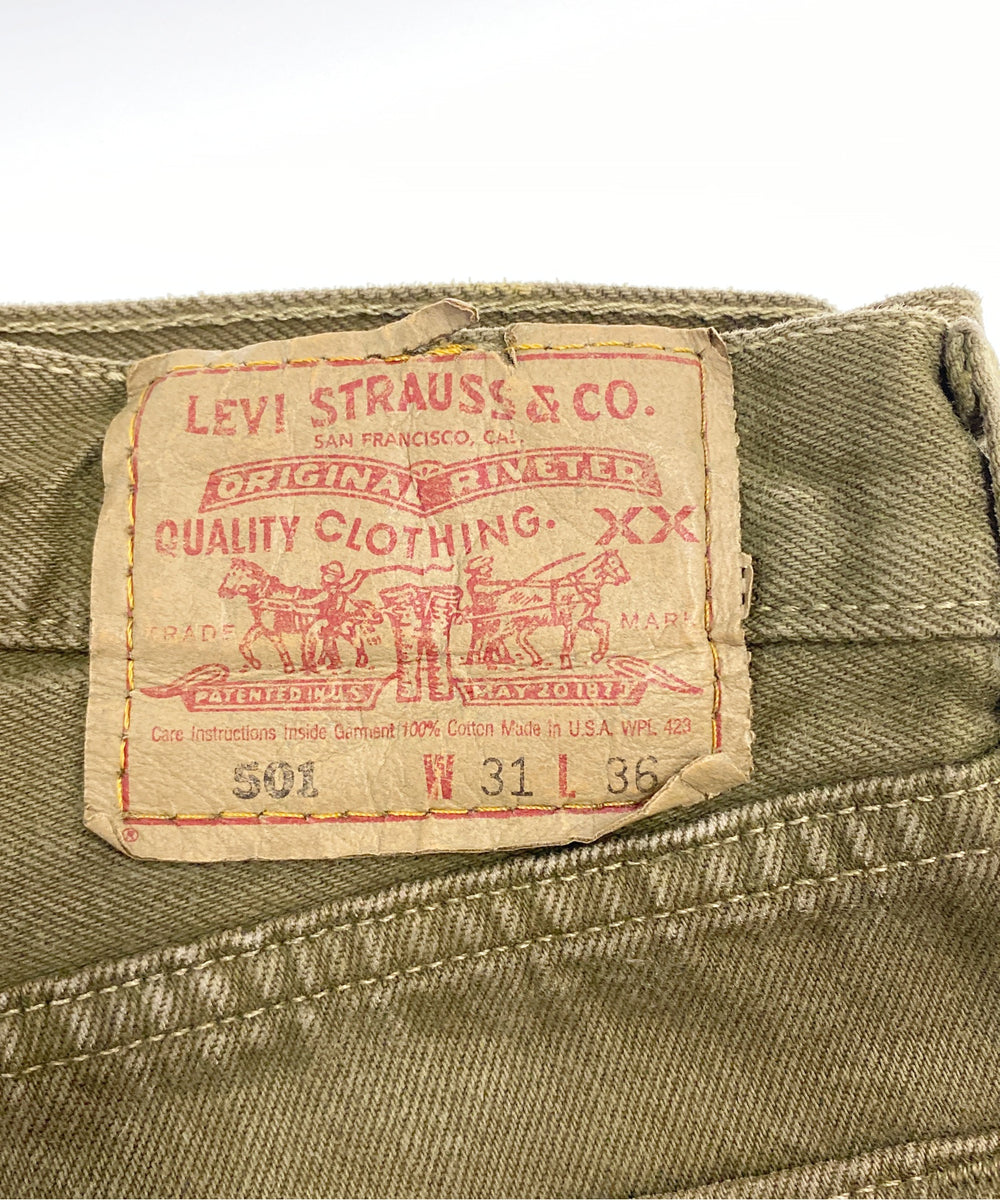 LEVI STRAUSS & CO.
SAN FRANCISCO, CAL.
ORIGINAL RIVETED
QUALITY CLOTHING. XX
TRADE MARK
PATENTED IN U.S. MAY 20 1873
Care Instructions Inside Garment 100% Cotton Made in U.S.A. WPL 423
501 W 31 L 36
®